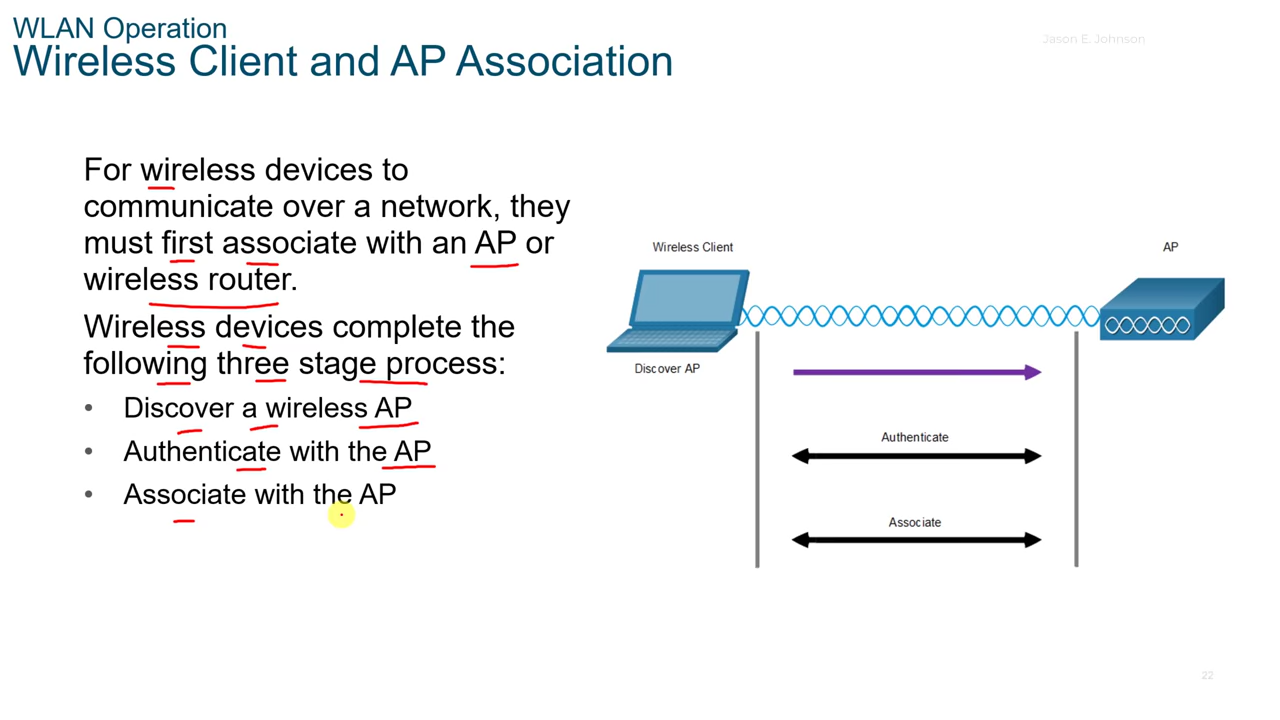 WLAN Operation
Wireless Client and AP Association
Jason E. Johnson
For wireless devices to
communicate over a network, they
must first associate with an AP or
wireless router.
Wireless devices complete the
following three stage process:
• Discover a wireless AP
• Authenticate with the AP
• Associate with the AP
Wireless Client
AP
Discover AP
Authenticate
Associate
22